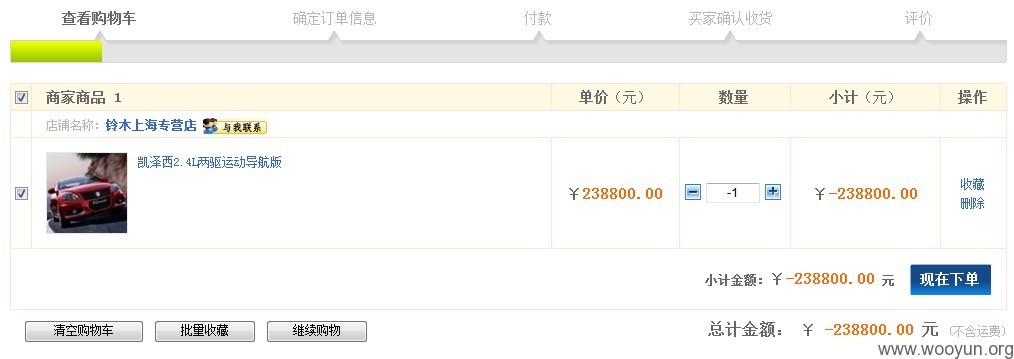 查看购物车 确定订单信息 付款 买家确认收货 评价
商家商品 1 单价（元） 数量 小计（元） 操作
店铺名称：铃木上海专营店 与我联系
凯泽西2.4L两驱运动导航版
￥238800.00 -1 ￥-238800.00 收藏
删除
小计金额：￥-238800.00 元 现在下单
清空购物车 批量收藏 继续购物 总计金额： ￥ -238800.00 元 （不含运费）
www.wooyun.org